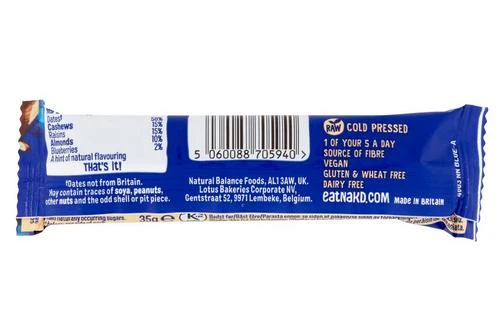 Dates†
Cashews 15%
Raisins 15%
Almonds 10%
Blueberries 2%
A hint of natural flavouring
THAT'S IT!
†Dates not from Britain.
May contain traces of soya, peanuts,
other nuts and the odd shell or pit piece.
naturally occurring sugars.
35g
K
5 060088 705940 >
Natural Balance Foods, AL1 3AW, UK.
Lotus Bakeries Corporate NV,
Gentstraat 52, 9971 Lembeke, Belgium.
RAW COLD PRESSED
1 OF YOUR 5 A DAY
SOURCE OF FIBRE
VEGAN
GLUTEN & WHEAT FREE
DAIRY FREE
eatNAKD.COM MADE IN BRITAIN